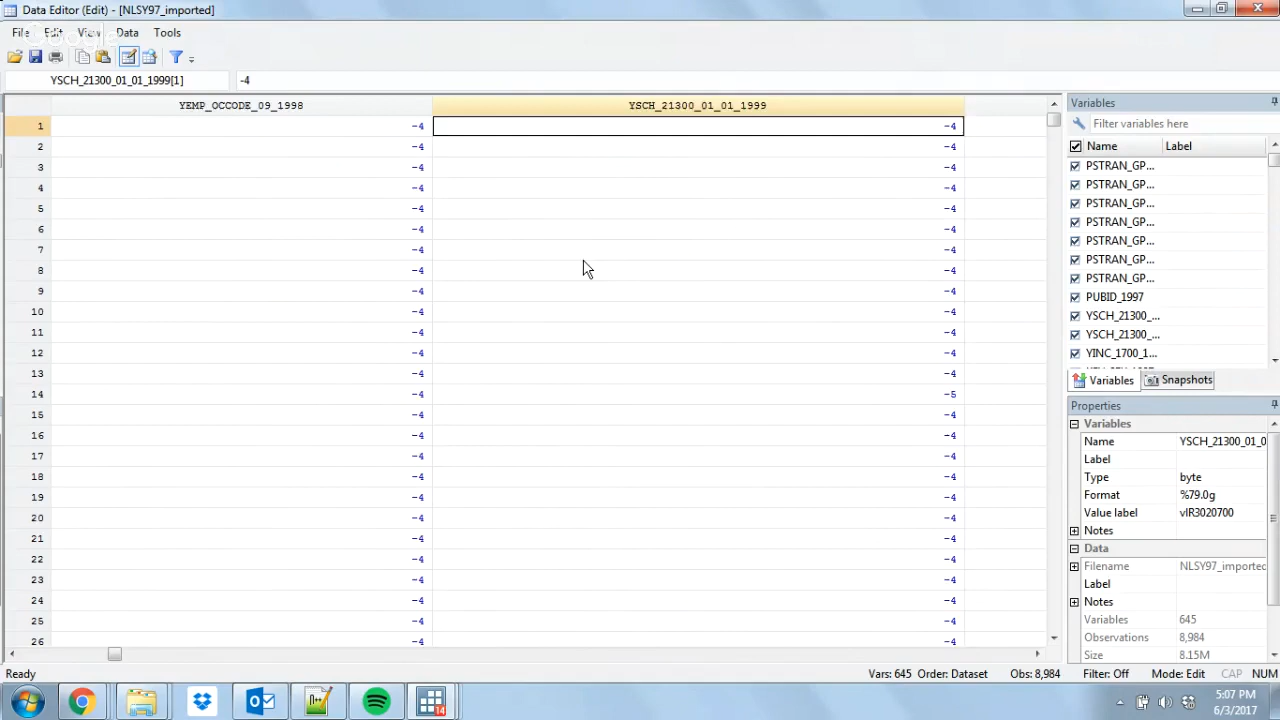 Data Editor (Edit) - [NLSY97_imported]
File Edit View Data Tools
Google
YSCH_21300_01_01_1999[1] -4
YEMP_OCCODE_09_1998 YSCH_21300_01_01_1999
1 -4 -4
2 -4 -4
3 -4 -4
4 -4 -4
5 -4 -4
6 -4 -4
7 -4 -4
8 -4 -4
9 -4 -4
10 -4 -4
11 -4 -4
12 -4 -4
13 -4 -4
14 -4 -5
15 -4 -4
16 -4 -4
17 -4 -4
18 -4 -4
19 -4 -4
20 -4 -4
21 -4 -4
22 -4 -4
23 -4 -4
24 -4 -4
25 -4 -4
26 -4 -4
Variables
Filter variables here
Name Label
PSTRAN_GP...
PSTRAN_GP...
PSTRAN_GP...
PSTRAN_GP...
PSTRAN_GP...
PSTRAN_GP...
PSTRAN_GP...
PUBID_1997
YSCH_21300_...
YSCH_21300_...
YINC_1700_1...
Variables Snapshots
Properties
Variables
Name YSCH_21300_01_0
Label
Type byte
Format %79.0g
Value label vlR3020700
Notes
Data
Filename NLSY97_imported
Label
Notes
Variables 645
Observations 8,984
Size 8.15M
Ready Vars: 645 Order: Dataset Obs: 8,984 Filter: Off Mode: Edit CAP NUM
14
5:07 PM
6/3/2017